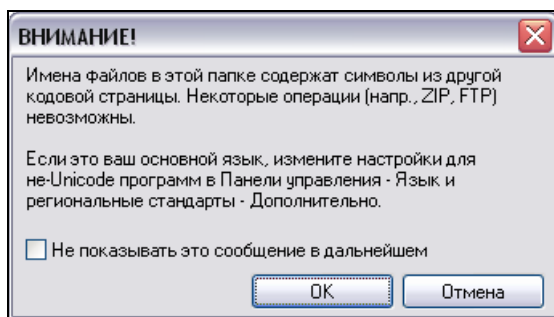 ВНИМАНИЕ!
Имена файлов в этой папке содержат символы из другой
кодовой страницы. Некоторые операции (напр., ZIP, FTP)
невозможны.
Если это ваш основной язык, измените настройки для
не-Unicode программ в Панели управления - Язык и
региональные стандарты - Дополнительно.
Не показывать это сообщение в дальнейшем
OK Отмена